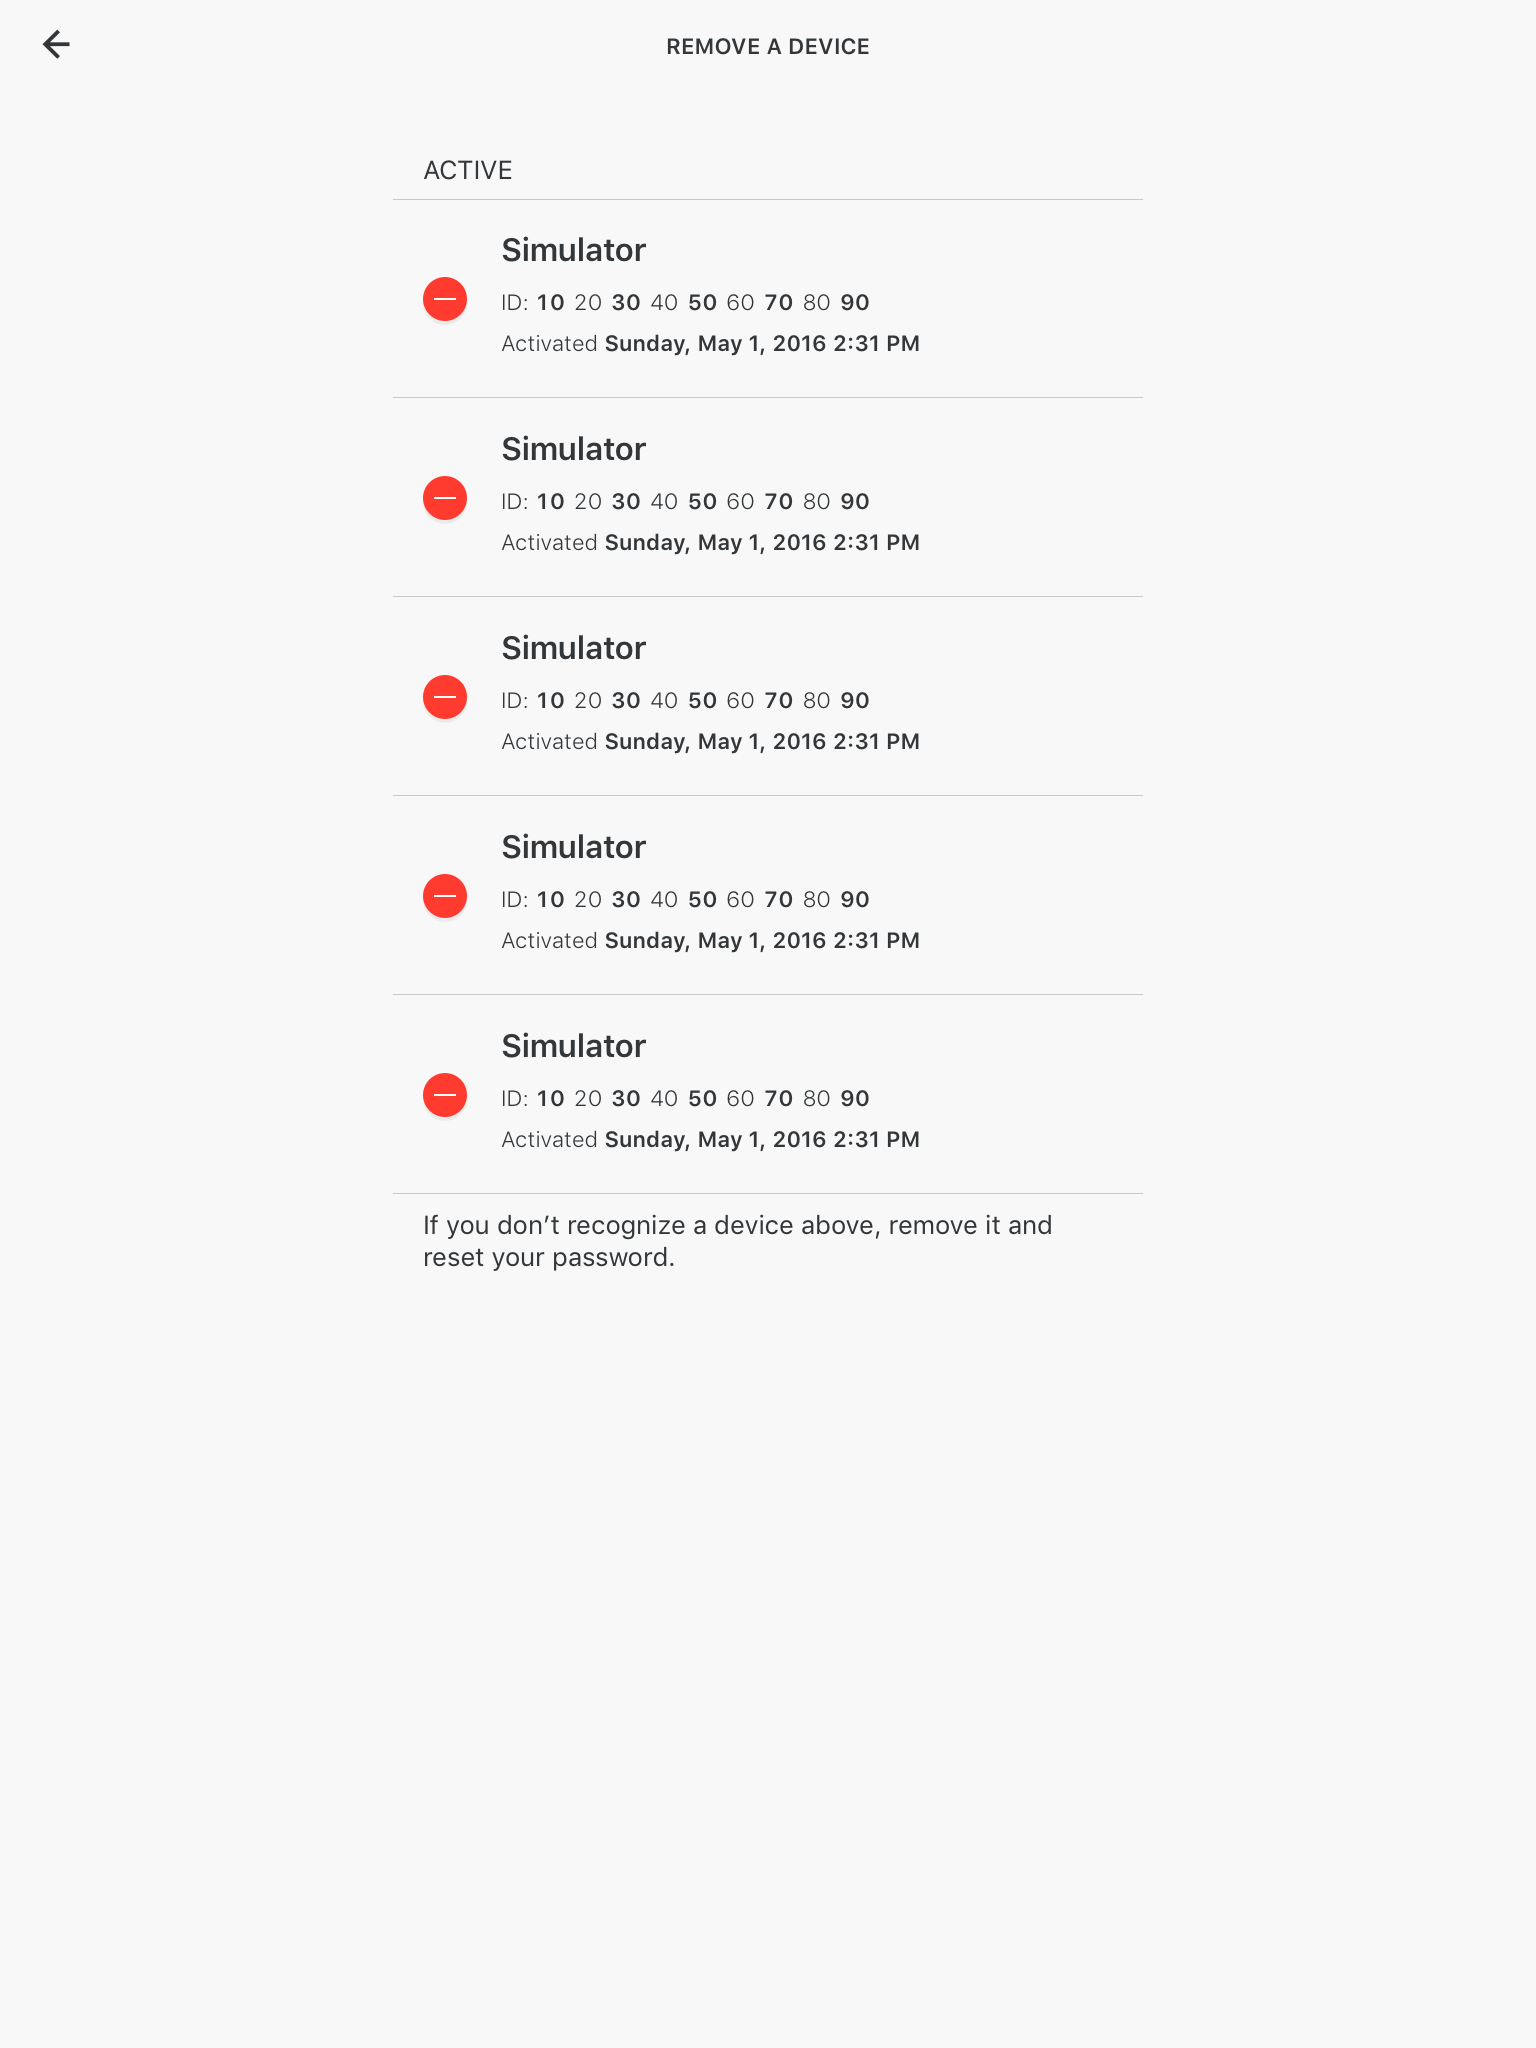 REMOVE A DEVICE
ACTIVE
Simulator
ID: 10 20 30 40 50 60 70 80 90
Activated Sunday, May 1, 2016 2:31 PM
Simulator
ID: 10 20 30 40 50 60 70 80 90
Activated Sunday, May 1, 2016 2:31 PM
Simulator
ID: 10 20 30 40 50 60 70 80 90
Activated Sunday, May 1, 2016 2:31 PM
Simulator
ID: 10 20 30 40 50 60 70 80 90
Activated Sunday, May 1, 2016 2:31 PM
Simulator
ID: 10 20 30 40 50 60 70 80 90
Activated Sunday, May 1, 2016 2:31 PM
If you don’t recognize a device above, remove it and
reset your password.